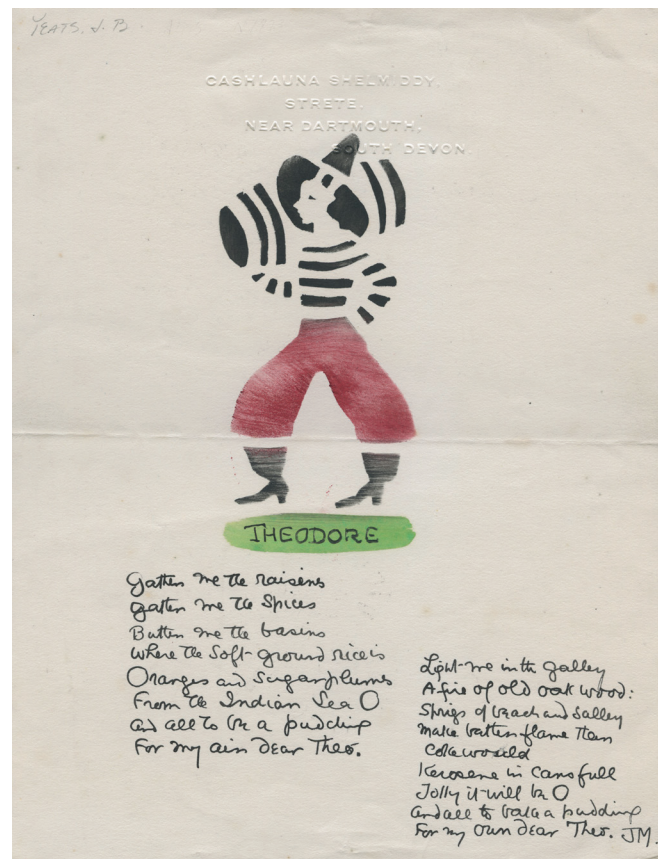 YEATS. J. B.
CASHLAUNA SHELMIDDY,
STRETE,
NEAR DARTMOUTH,
SOUTH DEVON.
THEODORE
Gather me the raisens
Gather me the Spices
Butter me the basins
Where the Soft-ground rice is
Oranges and Sugarplumes
From the Indian Sea O
And all to be a pudding
For my ain dear Theo.
Light me in the galley
A fire of old oak wood:
Sprigs of beach and Salley
Make better flame than
Coke would
Kerosene in cans full
Jolly it will be O
And all to bake a pudding
For my own dear Theo. JM.